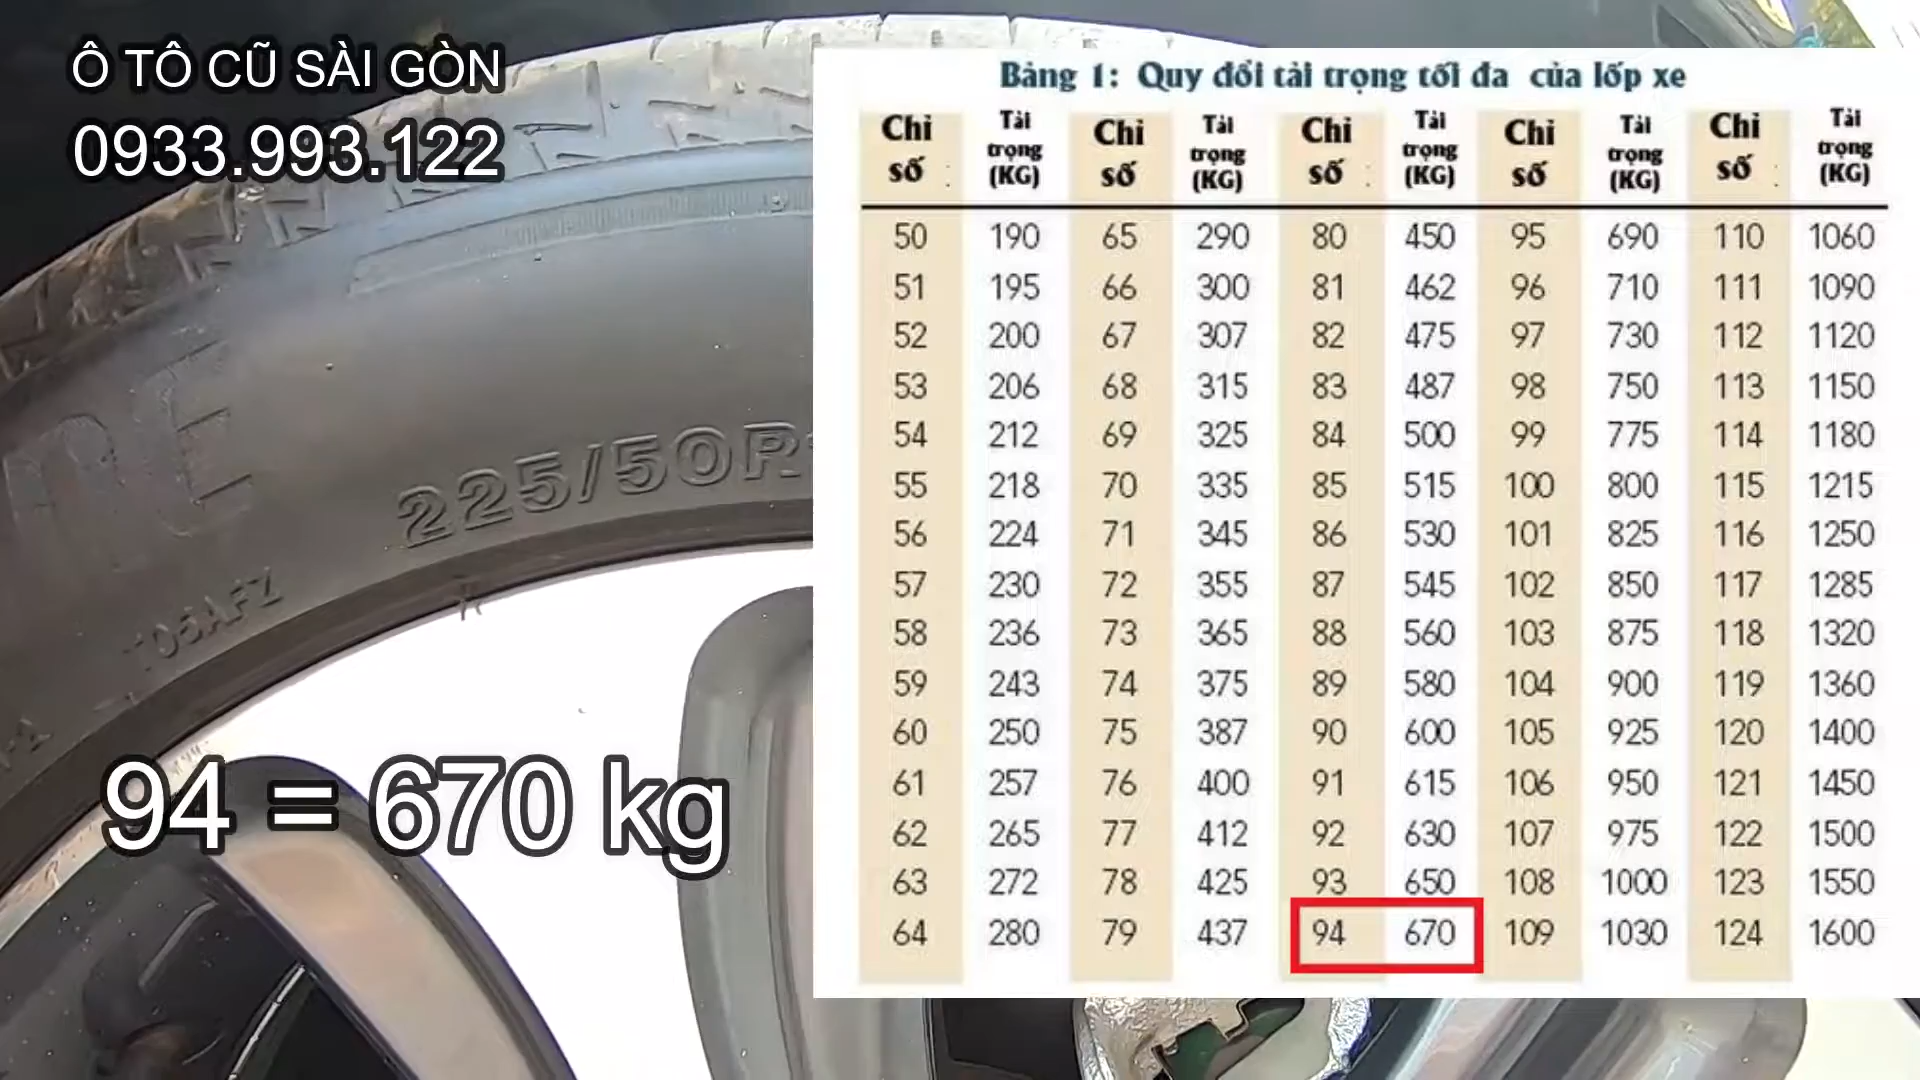 Ô TÔ CŨ SÀI GÒN
0933.993.122
225/50R
94 = 670 kg
Bảng 1: Quy đổi tải trọng tối đa của lốp xe
Chỉ số Tải trọng (KG) Chỉ số Tải trọng (KG) Chỉ số Tải trọng (KG) Chỉ số Tải trọng (KG) Chỉ số Tải trọng (KG)
50 190 65 290 80 450 95 690 110 1060
51 195 66 300 81 462 96 710 111 1090
52 200 67 307 82 475 97 730 112 1120
53 206 68 315 83 487 98 750 113 1150
54 212 69 325 84 500 99 775 114 1180
55 218 70 335 85 515 100 800 115 1215
56 224 71 345 86 530 101 825 116 1250
57 230 72 355 87 545 102 850 117 1285
58 236 73 365 88 560 103 875 118 1320
59 243 74 375 89 580 104 900 119 1360
60 250 75 387 90 600 105 925 120 1400
61 257 76 400 91 615 106 950 121 1450
62 265 77 412 92 630 107 975 122 1500
63 272 78 425 93 650 108 1000 123 1550
64 280 79 437 94 670 109 1030 124 1600